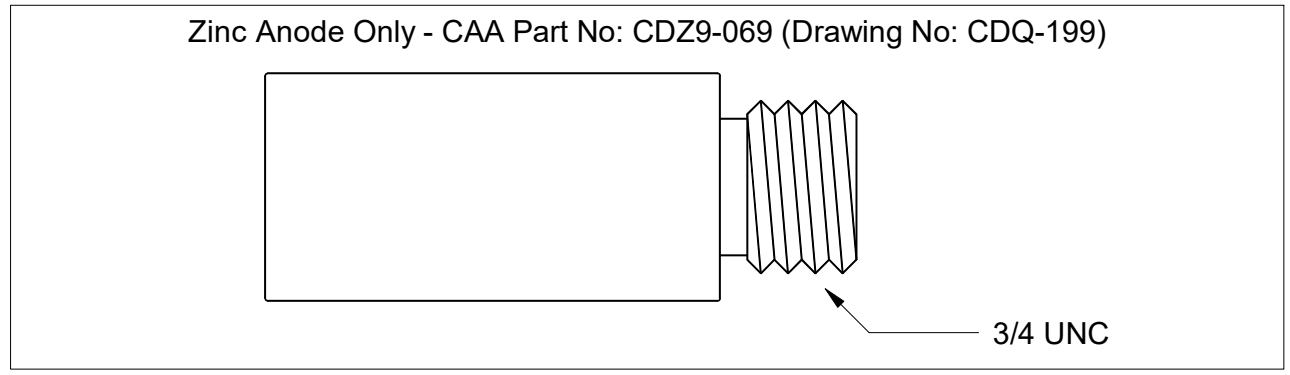 Zinc Anode Only - CAA Part No: CDZ9-069 (Drawing No: CDQ-199)
3/4 UNC